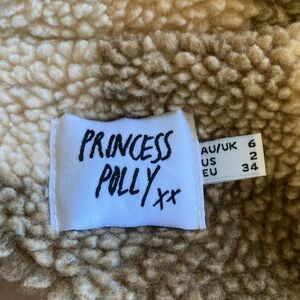 PRINCESS
POLLY xx
AU/UK 6
US 2
EU 34